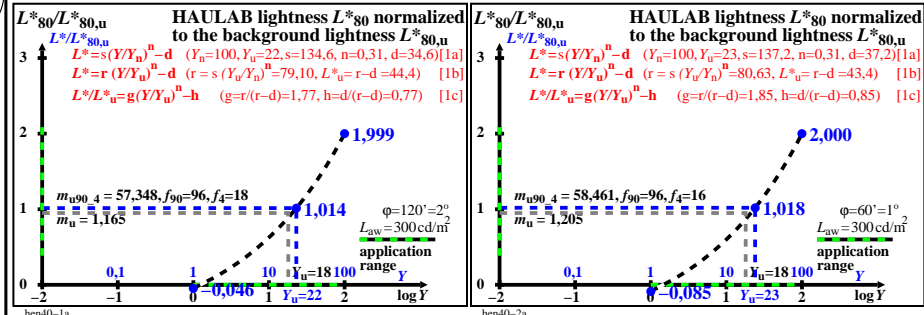 L*80/L*80,u
HAULAB lightness L*80 normalized
to the background lightness L*80,u
L*/L*80,u
L*=s(Y/Yn)^n−d (Yn=100, Yu=22, s=134,6, n=0,31, d=34,6)[1a]
L*=r (Y/Yu)^n−d (r = s (Yu/Yn)^n=79,10, L*u= r−d =44,4) [1b]
L*/L*u=g(Y/Yu)^n−h (g=r/(r−d)=1,77, h=d/(r−d)=0,77) [1c]
3
2
1,999
mu90_4 = 57,348, f90=96, f4=18
1
1,014
mu = 1,165
φ=120'=2º
Law=300 cd/m2
application
range
0,1 1 10 Yu=18 100 Y
0
−0,046
Yu=22
−2 −1 0 1 2 log Y
hen40−1a
L*80/L*80,u
HAULAB lightness L*80 normalized
to the background lightness L*80,u
L*/L*80,u
L*=s(Y/Yn)^n−d (Yn=100, Yu=23, s=137,2, n=0,31, d=37,2)[1a]
L*=r (Y/Yu)^n−d (r = s (Yu/Yn)^n=80,63, L*u= r−d =43,4) [1b]
L*/L*u=g(Y/Yu)^n−h (g=r/(r−d)=1,85, h=d/(r−d)=0,85) [1c]
3
2
2,000
mu90_4 = 58,461, f90=96, f4=16
1
1,018
mu = 1,205
φ=60'=1º
Law=300 cd/m2
application
range
0,1 1 10 Yu=18 100 Y
0
−0,085
Yu=23
−2 −1 0 1 2 log Y
hen40−2a